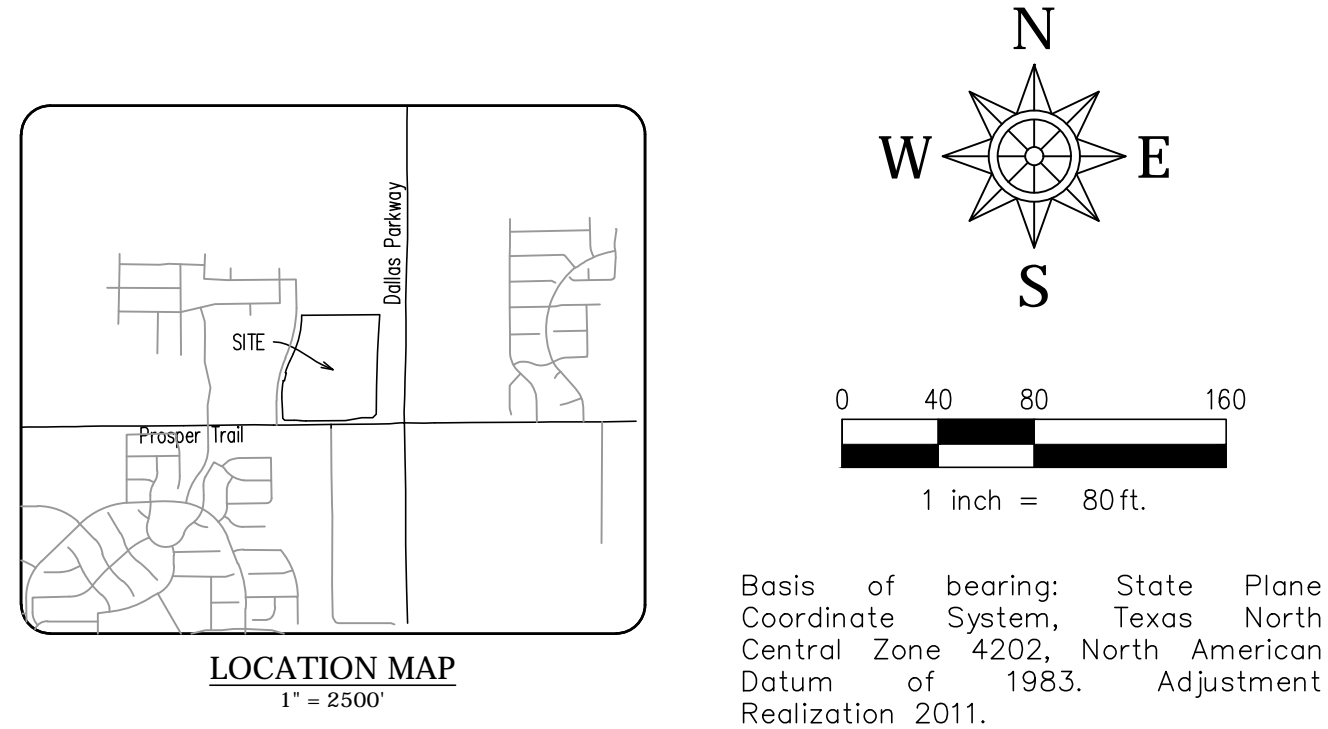 Dallas Parkway
SITE
Prosper Trail
LOCATION MAP
1" = 2500'
N
W
E
S
0 40 80 160
1 inch = 80 ft.
Basis of bearing: State Plane
Coordinate System, Texas North
Central Zone 4202, North American
Datum of 1983. Adjustment
Realization 2011.